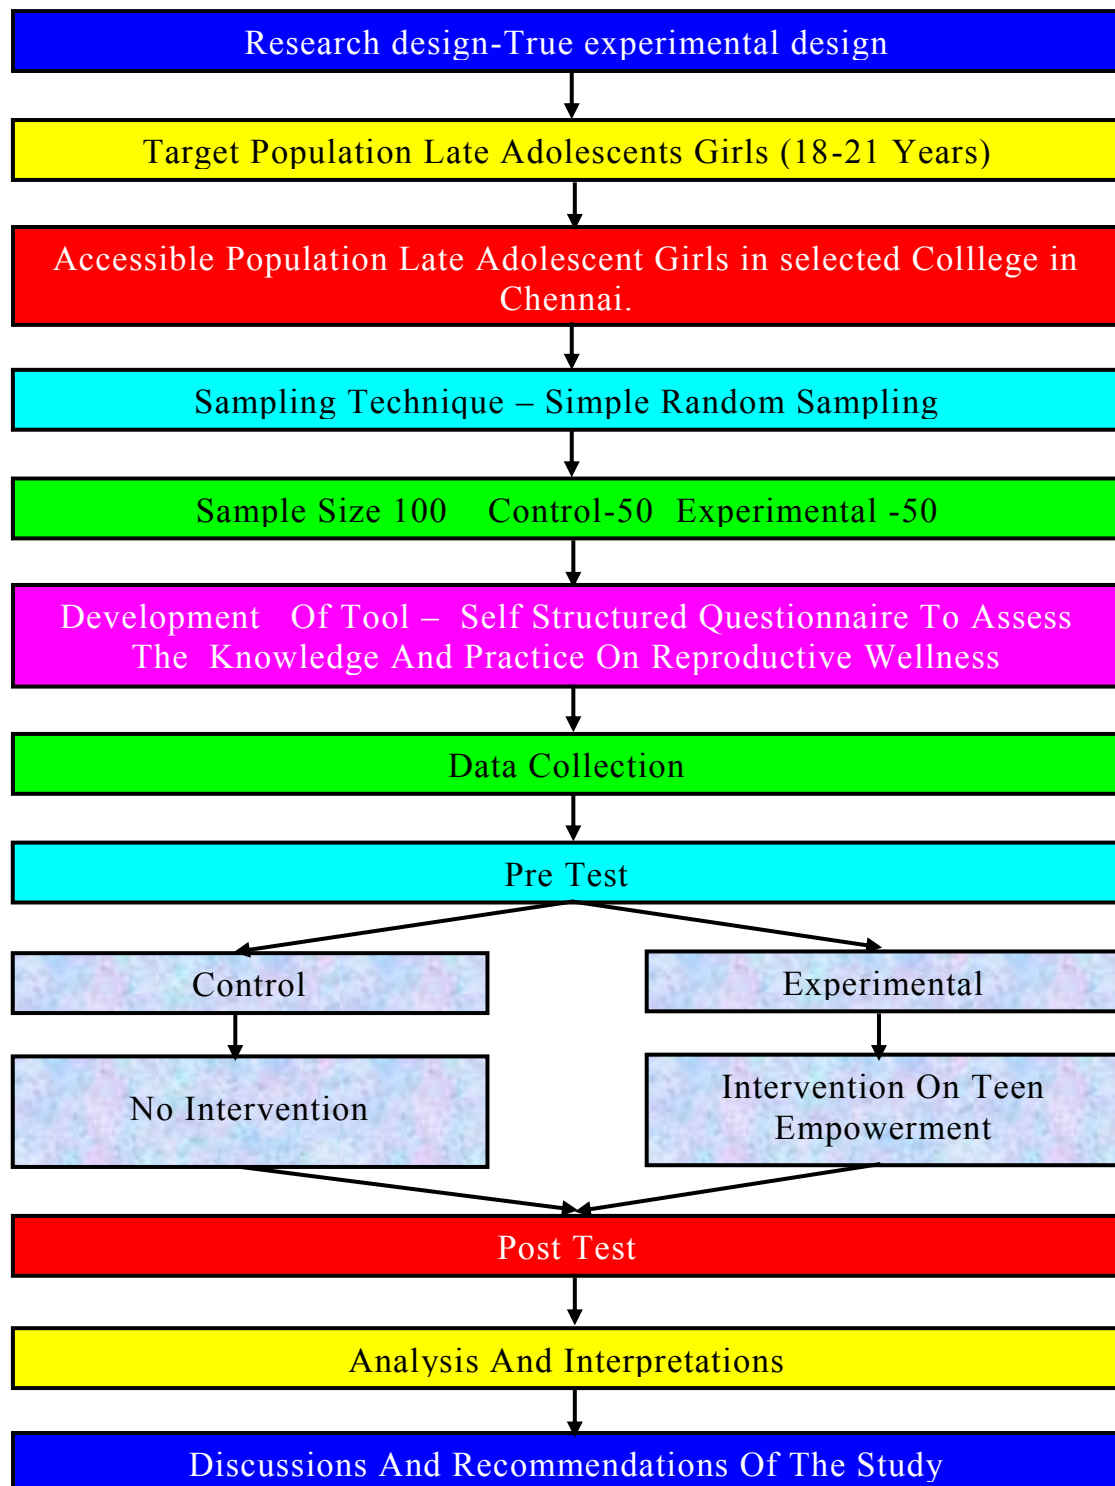 Research design-True experimental design
Target Population Late Adolescents Girls (18-21 Years)
Accessible Population Late Adolescent Girls in selected Colllege in
Chennai.
Sampling Technique – Simple Random Sampling
Sample Size 100 Control-50 Experimental -50
Development Of Tool – Self Structured Questionnaire To Assess
The Knowledge And Practice On Reproductive Wellness
Data Collection
Pre Test
Control
Experimental
No Intervention
Intervention On Teen
Empowerment
Post Test
Analysis And Interpretations
Discussions And Recommendations Of The Study